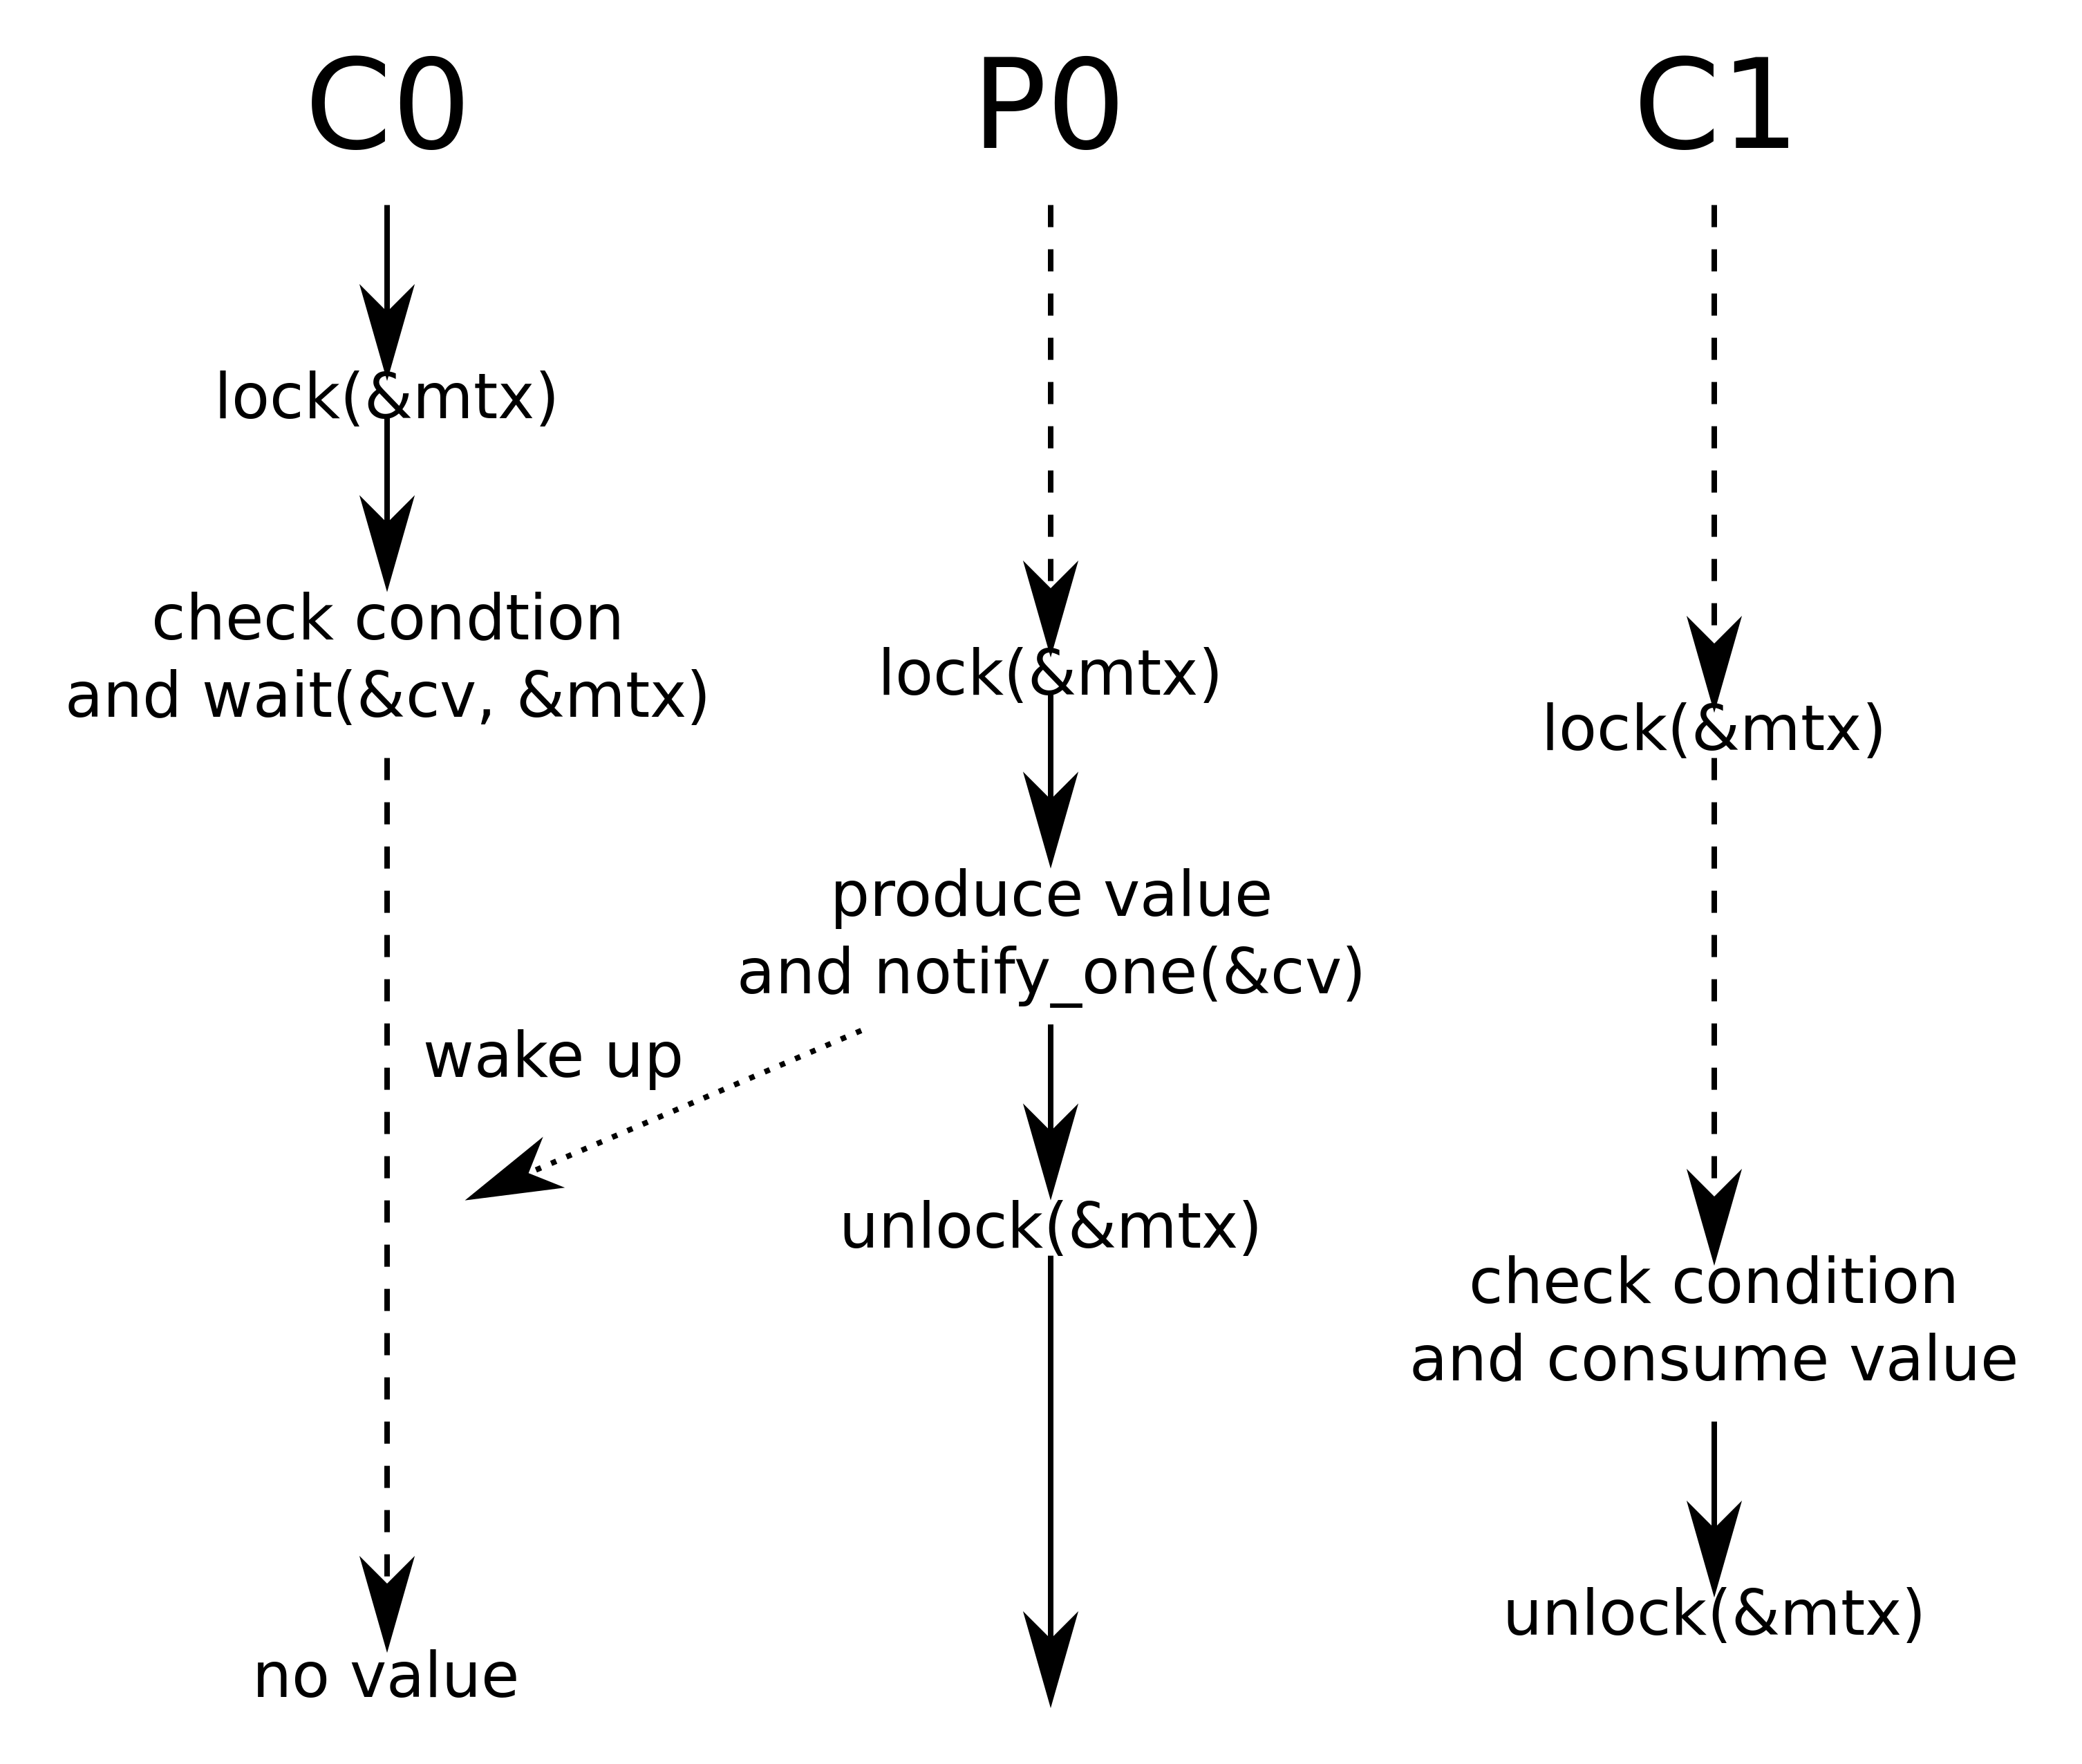 C0
P0
C1
lock(&mtx)
check condtion
and wait(&cv, &mtx)
lock(&mtx)
lock(&mtx)
produce value
and notify_one(&cv)
wake up
unlock(&mtx)
check condition
and consume value
unlock(&mtx)
no value